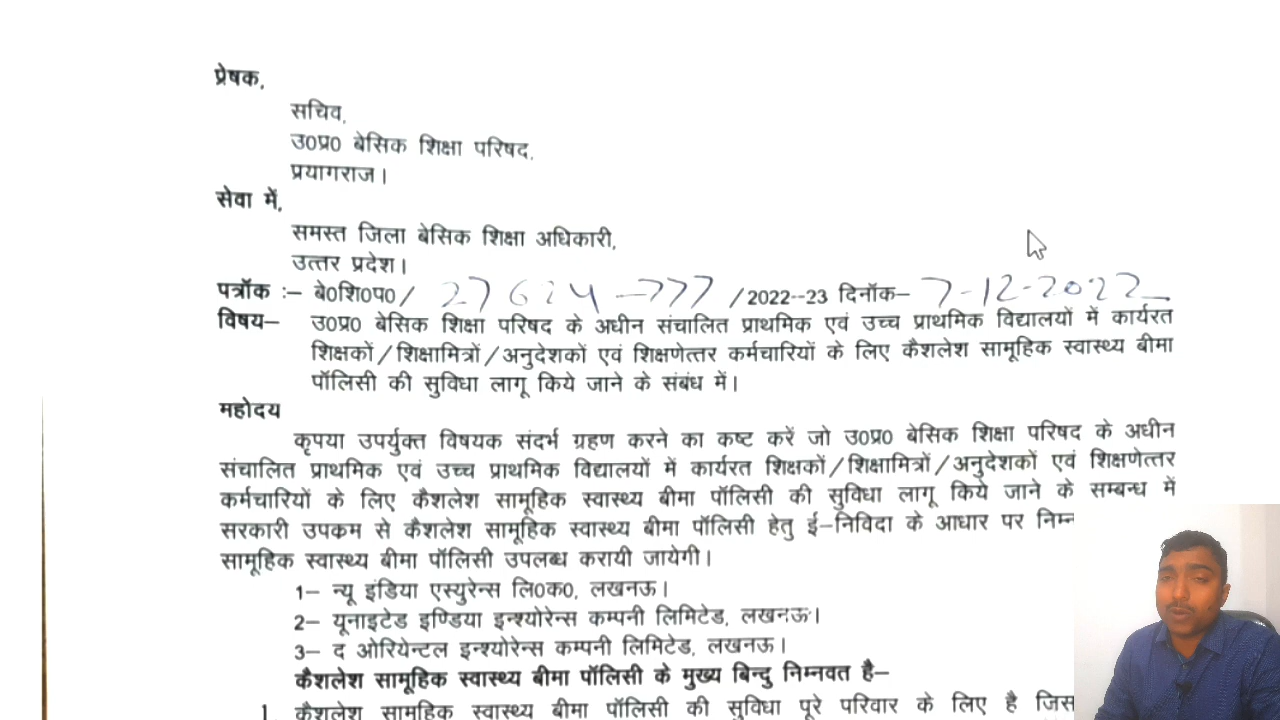 प्रेषक,
सचिव,
उ0प्र0 बेसिक शिक्षा परिषद,
प्रयागराज।
सेवा में,
समस्त जिला बेसिक शिक्षा अधिकारी,
उत्तर प्रदेश।
पत्रॉक :– बे0शि0प0/ 27624-777 /2022--23 दिनॉक– 7-12-2022
विषय– उ0प्र0 बेसिक शिक्षा परिषद के अधीन संचालित प्राथमिक एवं उच्च प्राथमिक विद्यालयों में कार्यरत
शिक्षकों/शिक्षामित्रों/अनुदेशकों एवं शिक्षणेत्तर कर्मचारियों के लिए कैशलेश सामूहिक स्वास्थ्य बीमा
पॉलिसी की सुविधा लागू किये जाने के संबंध में।
महोदय
कृपया उपर्युक्त विषयक संदर्भ ग्रहण करने का कष्ट करें जो उ0प्र0 बेसिक शिक्षा परिषद के अधीन
संचालित प्राथमिक एवं उच्च प्राथमिक विद्यालयों में कार्यरत शिक्षकों/शिक्षामित्रों/अनुदेशकों एवं शिक्षणेत्तर
कर्मचारियों के लिए कैशलेश सामूहिक स्वास्थ्य बीमा पॉलिसी की सुविधा लागू किये जाने के सम्बन्ध में
सरकारी उपक्रम से कैशलेश सामूहिक स्वास्थ्य बीमा पॉलिसी हेतु ई–निविदा के आधार पर निम्न
सामूहिक स्वास्थ्य बीमा पॉलिसी उपलब्ध करायी जायेगी।
1– न्यू इंडिया एस्युरेन्स लि0क0, लखनऊ।
2– यूनाइटेड इण्डिया इन्श्योरेन्स कम्पनी लिमिटेड, लखनऊ।
3– द ओरियेन्टल इन्श्योरेन्स कम्पनी लिमिटेड, लखनऊ।
कैशलेश सामूहिक स्वास्थ्य बीमा पॉलिसी के मुख्य बिन्दु निम्नवत है–
1. कैशलेश सामूहिक स्वास्थ्य बीमा पॉलिसी की सुविधा पूरे परिवार के लिए है जिस